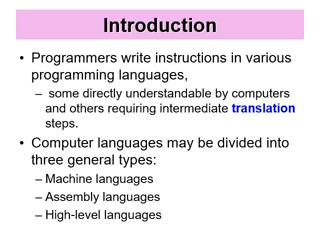 Introduction
• Programmers write instructions in various
programming languages,
– some directly understandable by computers
and others requiring intermediate translation
steps.
• Computer languages may be divided into
three general types:
– Machine languages
– Assembly languages
– High-level languages